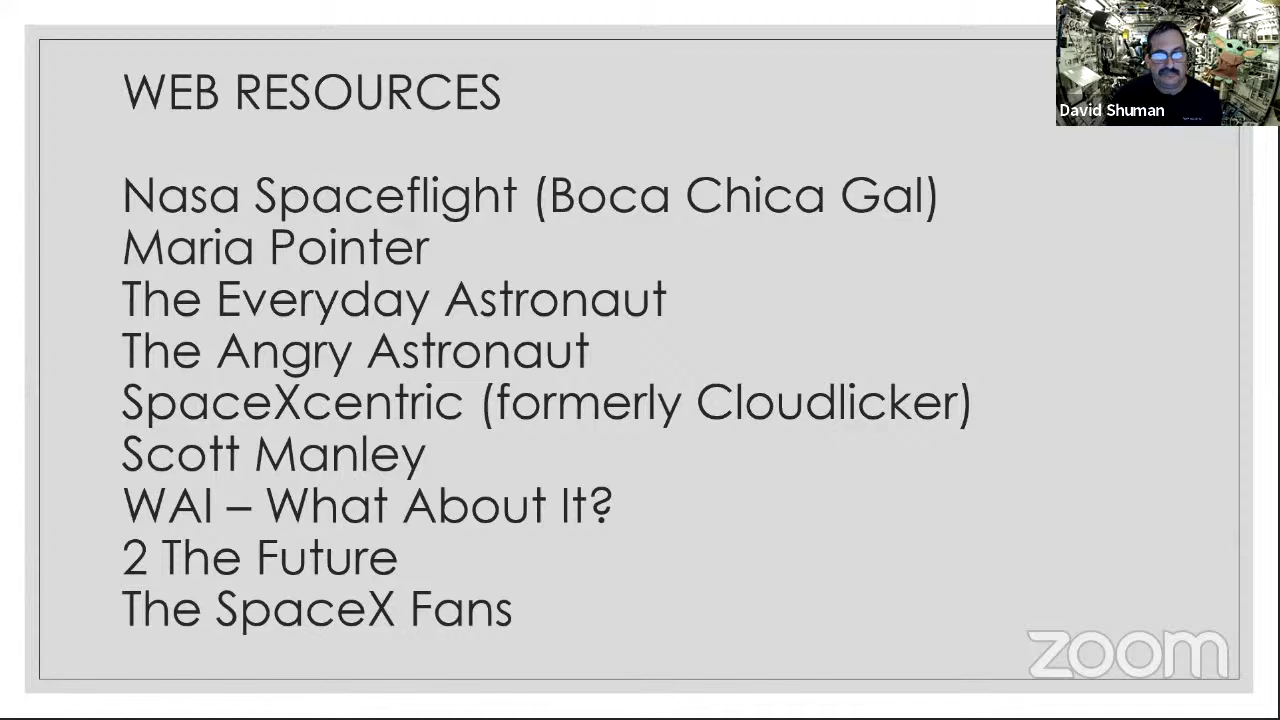 WEB RESOURCES
Nasa Spaceflight (Boca Chica Gal)
Maria Pointer
The Everyday Astronaut
The Angry Astronaut
SpaceXcentric (formerly Cloudlicker)
Scott Manley
WAI – What About It?
2 The Future
The SpaceX Fans
David Shuman
zoom